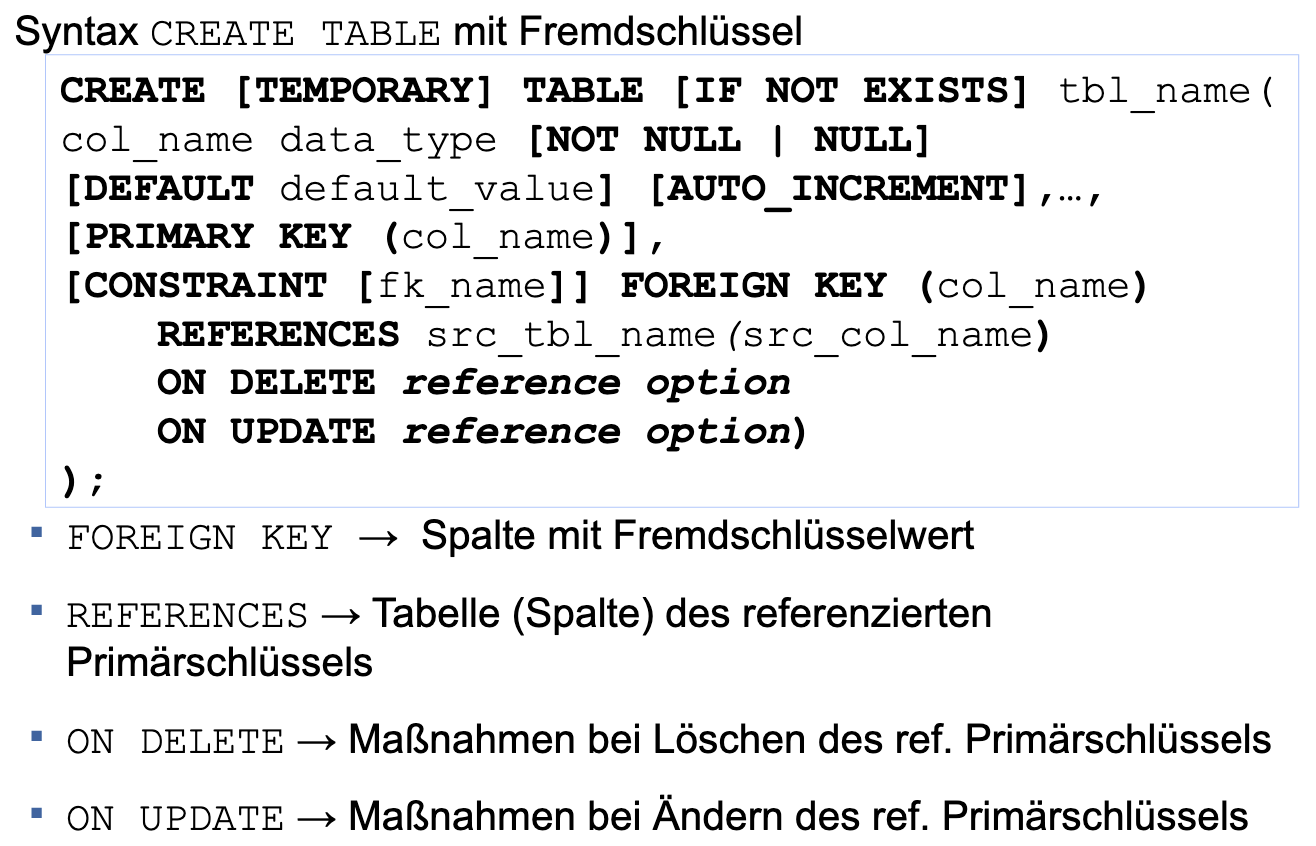 Syntax CREATE TABLE mit Fremdschlüssel
CREATE [TEMPORARY] TABLE [IF NOT EXISTS] tbl_name(
col_name data_type [NOT NULL | NULL]
[DEFAULT default_value] [AUTO_INCREMENT],…,
[PRIMARY KEY (col_name)],
[CONSTRAINT [fk_name]] FOREIGN KEY (col_name)
REFERENCES src_tbl_name(src_col_name)
ON DELETE reference option
ON UPDATE reference option)
);
▪ FOREIGN KEY → Spalte mit Fremdschlüsselwert
▪ REFERENCES → Tabelle (Spalte) des referenzierten
Primärschlüssels
▪ ON DELETE → Maßnahmen bei Löschen des ref. Primärschlüssels
▪ ON UPDATE → Maßnahmen bei Ändern des ref. Primärschlüssels